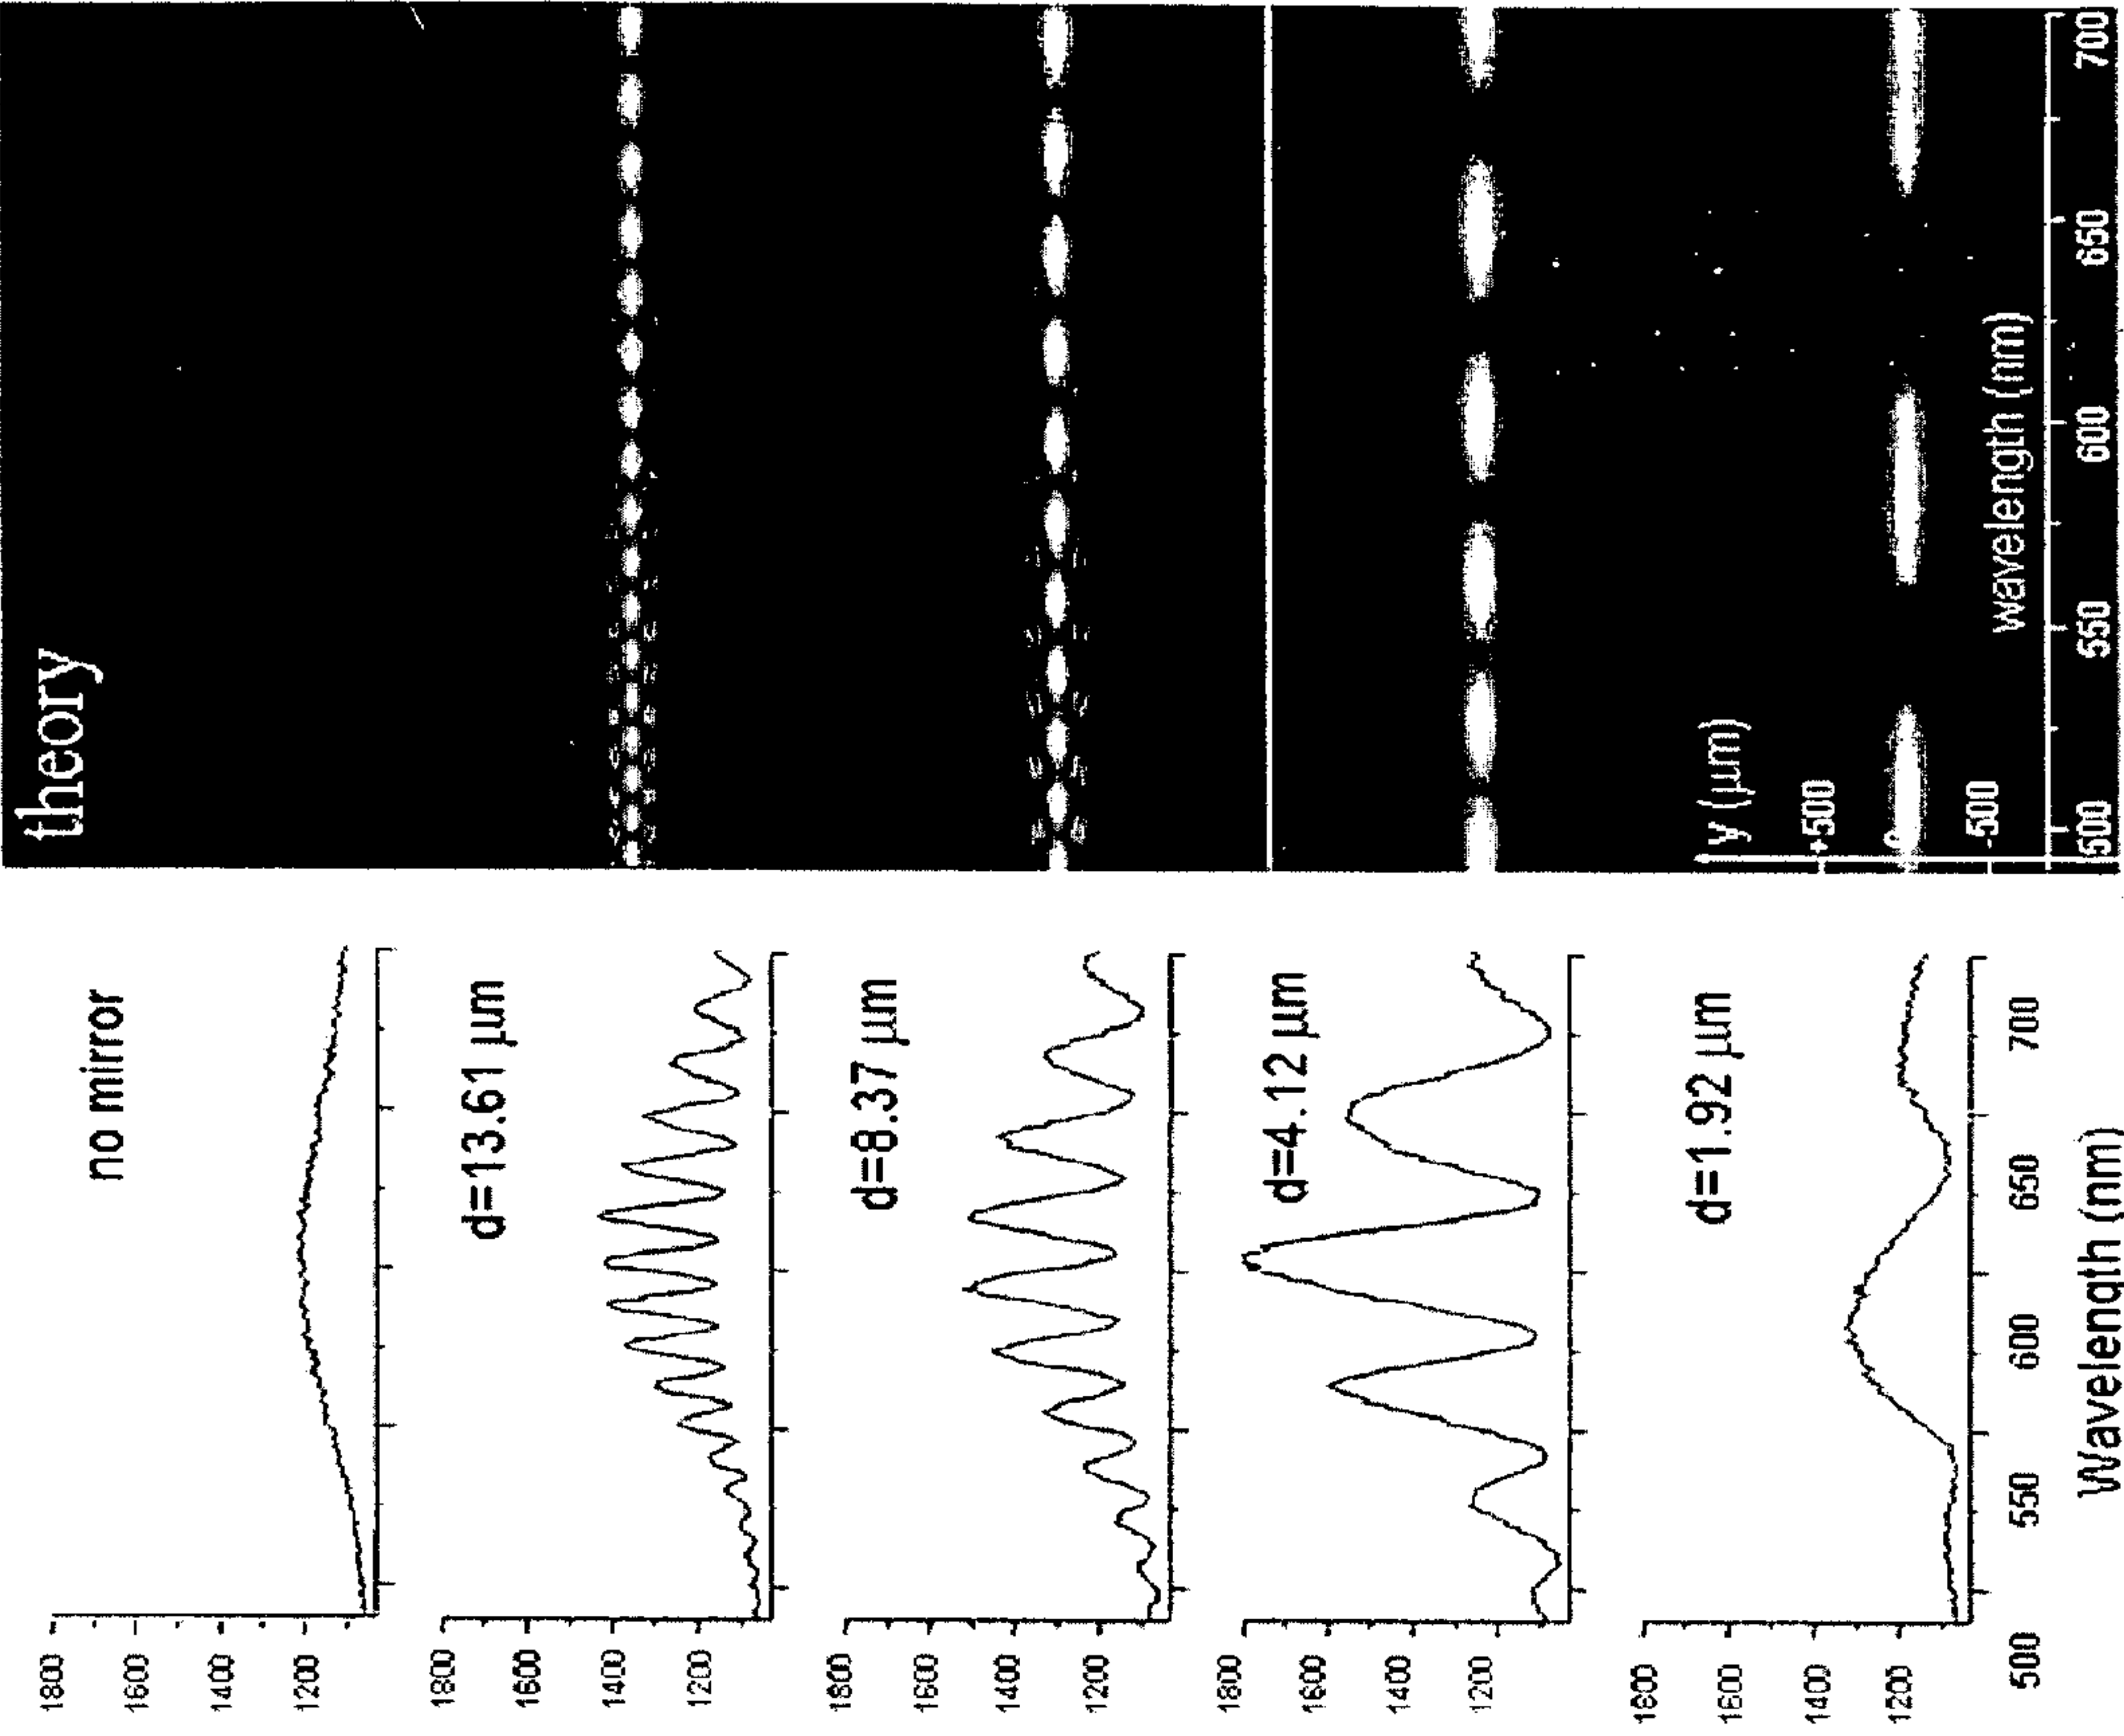 no mirror
1800
1600
1400
1200
d=13.61 μm
1800
1600
1400
1200
d=8.37 μm
1800
1600
1400
1200
d=4.12 μm
1800
1600
1400
1200
d=1.92 μm
1800
1600
1400
1200
500 550 600 650 700
Wavelength (nm)
theory
y (μm)
+500
0
-500
wavelength (nm)
500 550 600 650 700